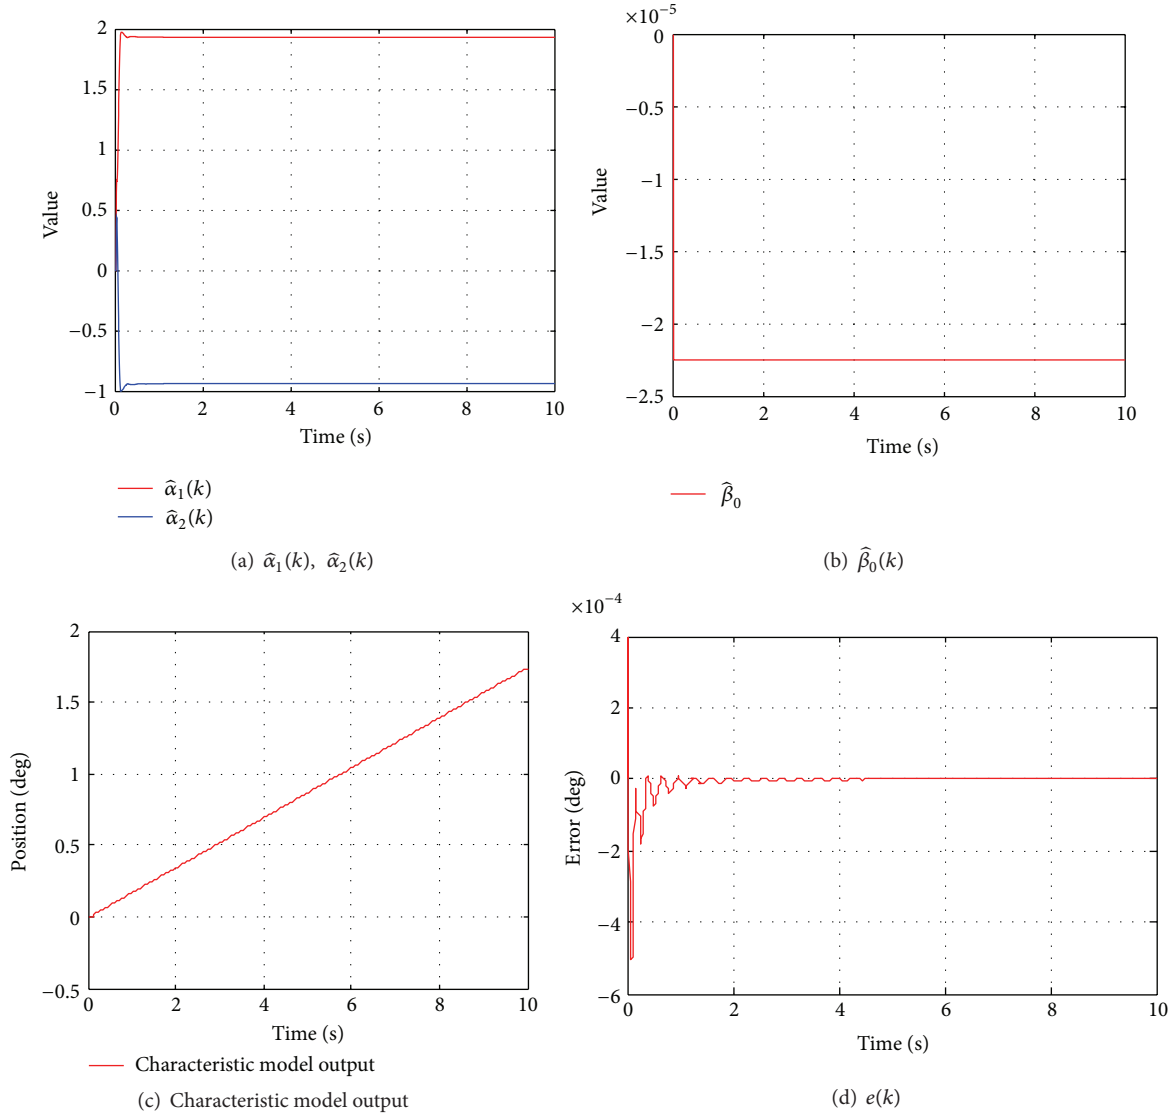 2
1.5
1
0.5
0
−0.5
−1
Value
0 2 4 6 8 10
Time (s)
α̂₁(k)
α̂₂(k)
(a) α̂₁(k), α̂₂(k)
×10⁻⁵
0
−0.5
−1
−1.5
−2
−2.5
Value
0 2 4 6 8 10
Time (s)
β̂₀
(b) β̂₀(k)
2
1.5
1
0.5
0
−0.5
Position (deg)
0 2 4 6 8 10
Time (s)
Characteristic model output
(c) Characteristic model output
×10⁻⁴
4
2
0
−2
−4
−6
Error (deg)
0 2 4 6 8 10
Time (s)
(d) e(k)